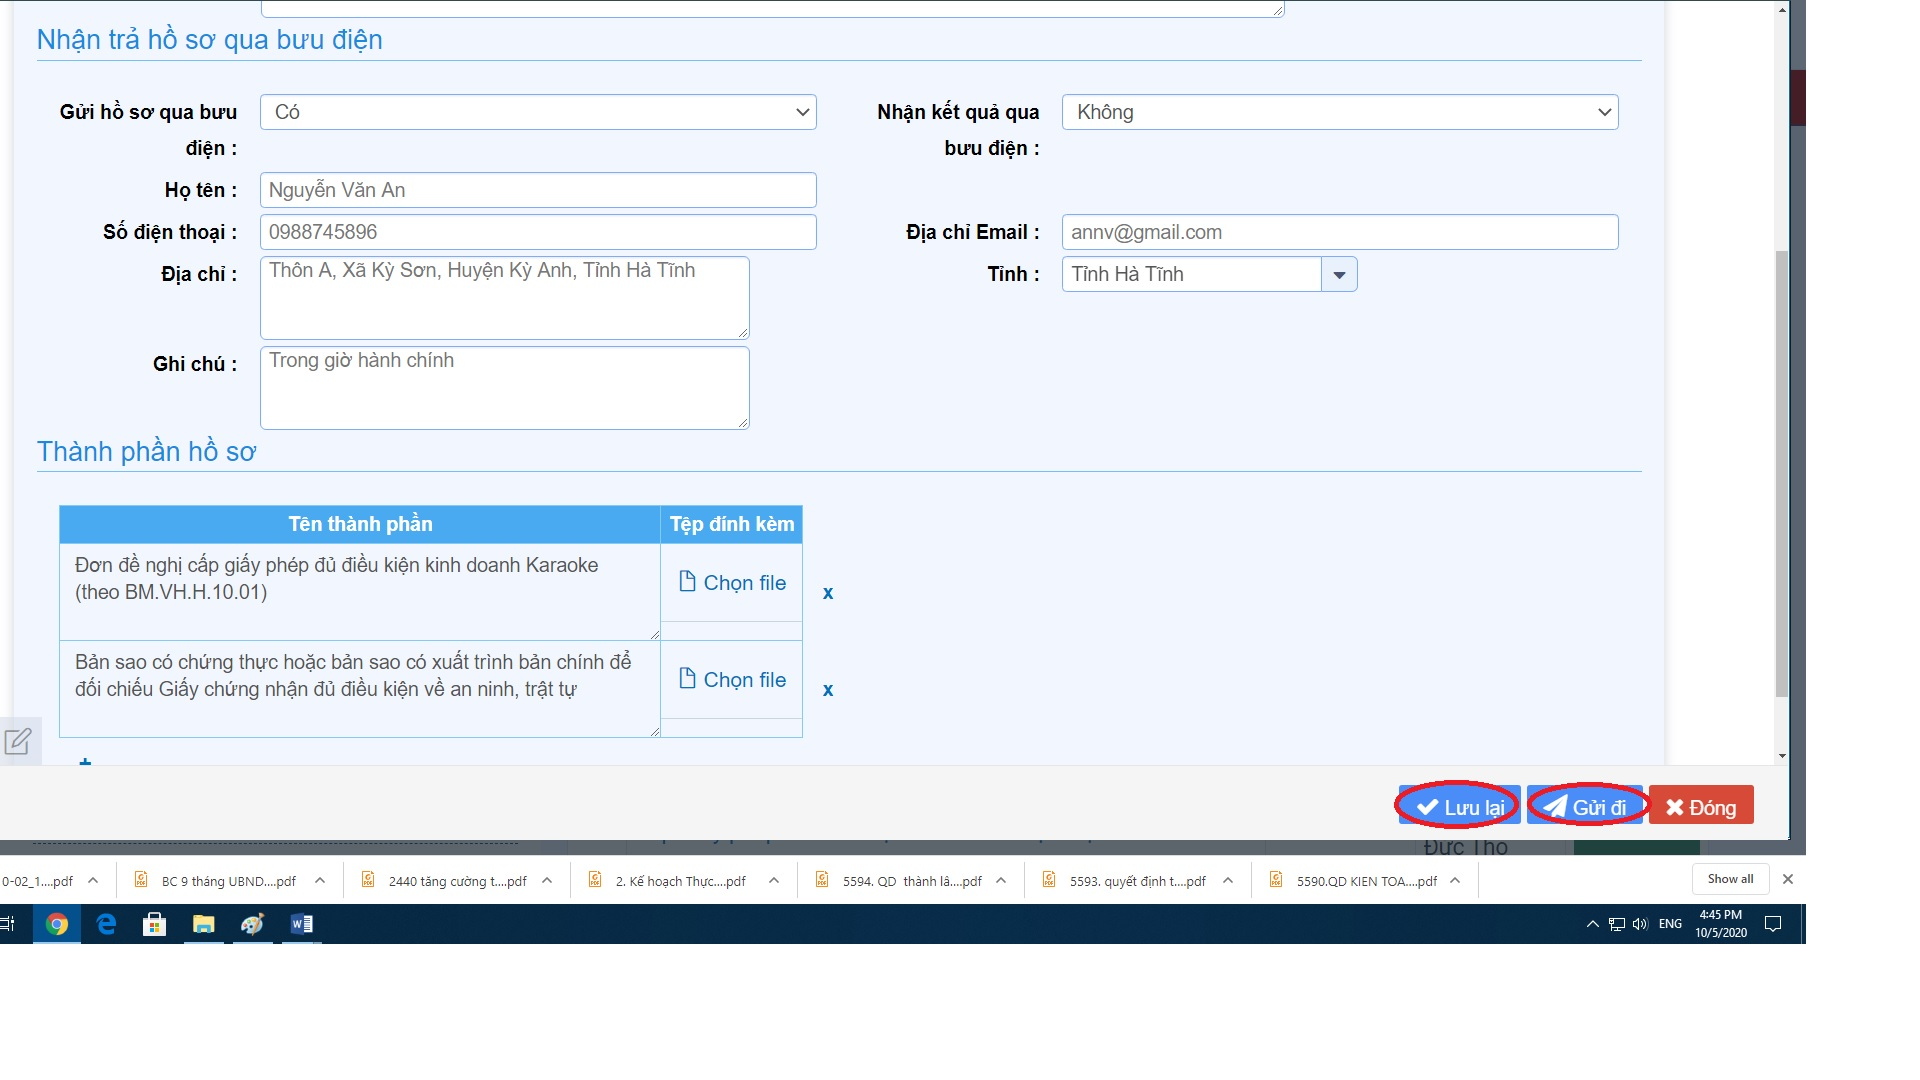 Nhận trả hồ sơ qua bưu điện
Gửi hồ sơ qua bưu điện :
Có
Nhận kết quả qua bưu điện :
Không
Họ tên :
Nguyễn Văn An
Số điện thoại :
0988745896
Địa chỉ Email :
annv@gmail.com
Địa chỉ :
Thôn A, Xã Kỳ Sơn, Huyện Kỳ Anh, Tỉnh Hà Tĩnh
Tỉnh :
Tỉnh Hà Tĩnh
Ghi chú :
Trong giờ hành chính
Thành phần hồ sơ
Tên thành phần
Tệp đính kèm
Đơn đề nghị cấp giấy phép đủ điều kiện kinh doanh Karaoke
(theo BM.VH.H.10.01)
Chọn file
x
Bản sao có chứng thực hoặc bản sao có xuất trình bản chính để
đối chiếu Giấy chứng nhận đủ điều kiện về an ninh, trật tự
Chọn file
x
+
Lưu lại
Gửi đi
Đóng
Đức Thọ
0-02_1....pdf
BC 9 tháng UBND....pdf
2440 tăng cường t....pdf
2. Kế hoạch Thực....pdf
5594. QD thành lâ....pdf
5593. quyết định t....pdf
5590.QD KIEN TOA....pdf
Show all
ENG
4:45 PM
10/5/2020